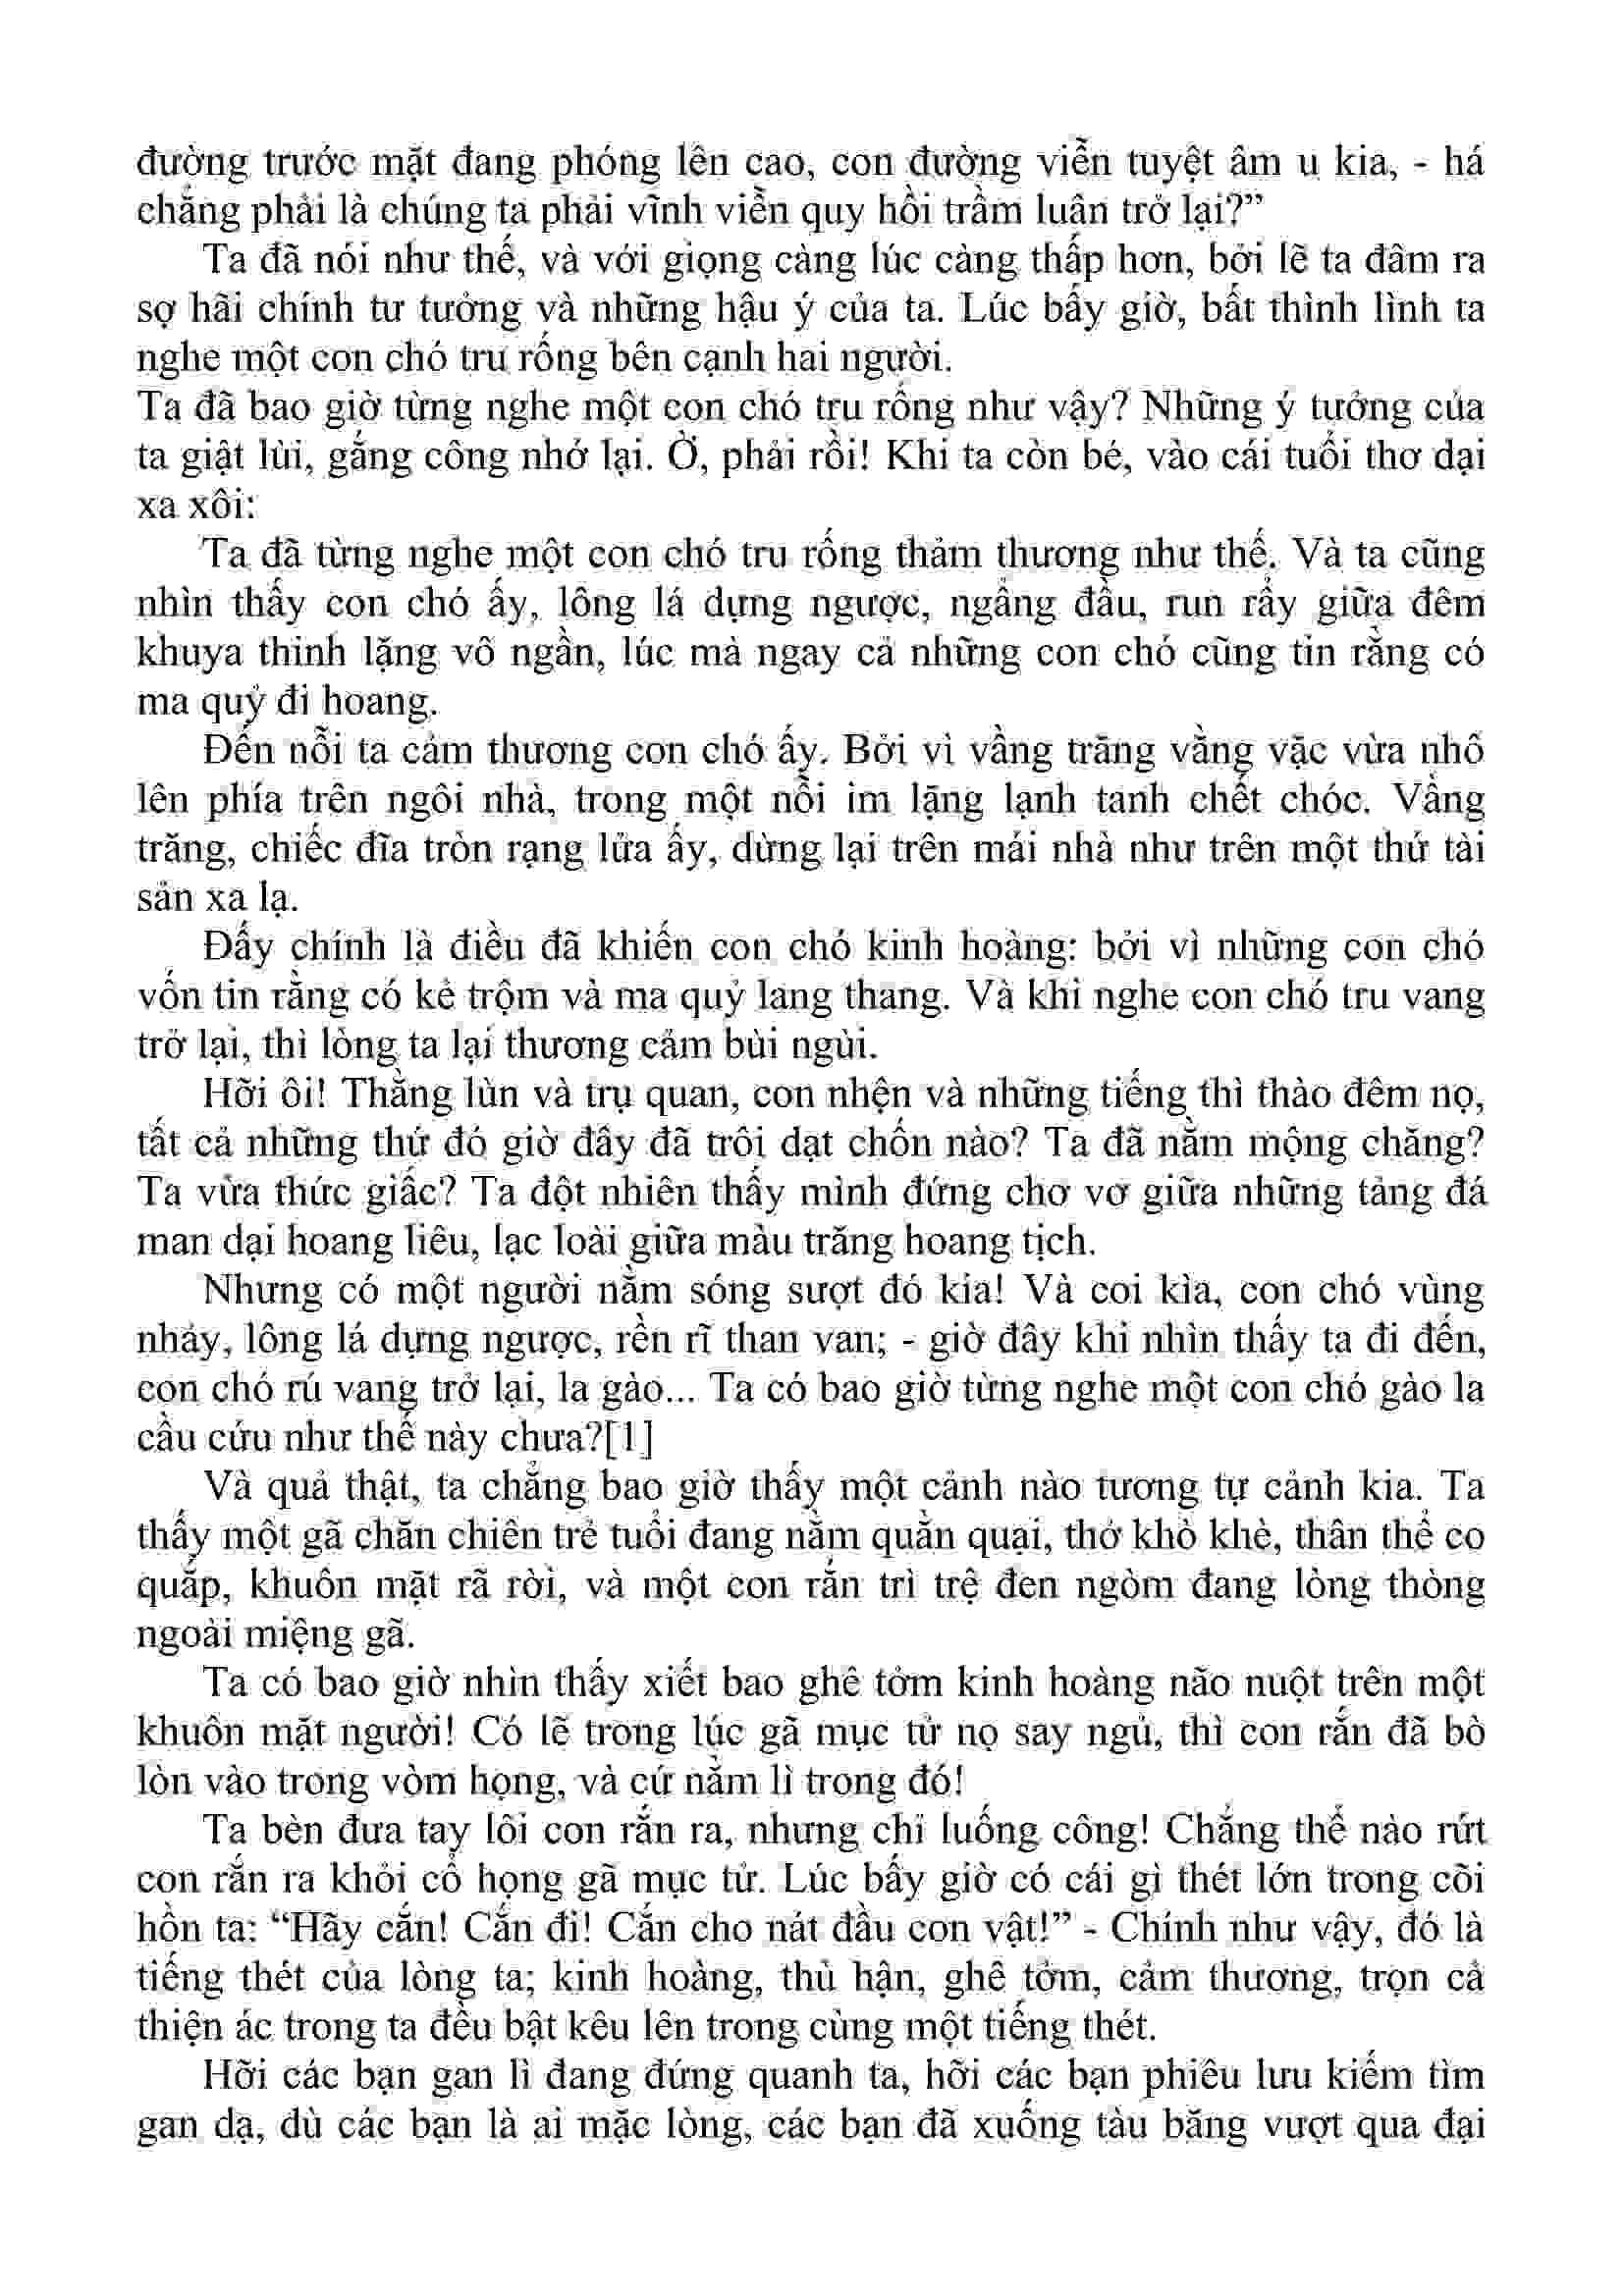 đường trước mặt đang phóng lên cao, con đường viễn tuyệt âm u kia, - há
chẳng phải là chúng ta phải vĩnh viễn quy hồi trầm luân trở lại?”
Ta đã nói như thế, và với giọng càng lúc càng thấp hơn, bởi lẽ ta đâm ra
sợ hãi chính tư tưởng và những hậu ý của ta. Lúc bấy giờ, bất thình lình ta
nghe một con chó tru rống bên cạnh hai người.
Ta đã bao giờ từng nghe một con chó tru rống như vậy? Những ý tưởng của
ta giật lùi, gắng công nhớ lại. Ờ, phải rồi! Khi ta còn bé, vào cái tuổi thơ dại
xa xôi:
Ta đã từng nghe một con chó tru rống thảm thương như thế. Và ta cũng
nhìn thấy con chó ấy, lông lá dựng ngược, ngẩng đầu, run rẩy giữa đêm
khuya thinh lặng vô ngần, lúc mà ngay cả những con chó cũng tin rằng có
ma quỷ đi hoang.
Đến nỗi ta cảm thương con chó ấy. Bởi vì vầng trăng vằng vặc vừa nhô
lên phía trên ngôi nhà, trong một nỗi im lặng lạnh tanh chết chóc. Vầng
trăng, chiếc đĩa tròn rạng lửa ấy, dừng lại trên mái nhà như trên một thứ tài
sản xa lạ.
Đấy chính là điều đã khiến con chó kinh hoàng: bởi vì những con chó
vốn tin rằng có kẻ trộm và ma quỷ lang thang. Và khi nghe con chó tru vang
trở lại, thì lòng ta lại thương cảm bùi ngùi.
Hỡi ôi! Thằng lùn và trụ quan, con nhện và những tiếng thì thào đêm nọ,
tất cả những thứ đó giờ đây đã trôi dạt chốn nào? Ta đã nằm mộng chăng?
Ta vừa thức giấc? Ta đột nhiên thấy mình đứng chơ vơ giữa những tảng đá
man dại hoang liêu, lạc loài giữa màu trăng hoang tịch.
Nhưng có một người nằm sóng sượt đó kia! Và coi kìa, con chó vùng
nhảy, lông lá dựng ngược, rền rĩ than van; - giờ đây khi nhìn thấy ta đi đến,
con chó rú vang trở lại, la gào... Ta có bao giờ từng nghe một con chó gào la
cầu cứu như thế này chưa?[1]
Và quả thật, ta chẳng bao giờ thấy một cảnh nào tương tự cảnh kia. Ta
thấy một gã chăn chiên trẻ tuổi đang nằm quằn quại, thở khò khè, thân thể co
quắp, khuôn mặt rã rời, và một con rắn trì trệ đen ngòm đang lòng thòng
ngoài miệng gã.
Ta có bao giờ nhìn thấy xiết bao ghê tởm kinh hoàng não nuột trên một
khuôn mặt người! Có lẽ trong lúc gã mục tử nọ say ngủ, thì con rắn đã bò
lòn vào trong vòm họng, và cứ nằm lì trong đó!
Ta bèn đưa tay lôi con rắn ra, nhưng chỉ luống công! Chẳng thể nào rứt
con rắn ra khỏi cổ họng gã mục tử. Lúc bấy giờ có cái gì thét lớn trong cõi
hồn ta: “Hãy cắn! Cắn đi! Cắn cho nát đầu con vật!” - Chính như vậy, đó là
tiếng thét của lòng ta; kinh hoàng, thù hận, ghê tởm, cảm thương, trọn cả
thiện ác trong ta đều bật kêu lên trong cùng một tiếng thét.
Hỡi các bạn gan lì đang đứng quanh ta, hỡi các bạn phiêu lưu kiếm tìm
gan dạ, dù các bạn là ai mặc lòng, các bạn đã xuống tàu băng vượt qua đại